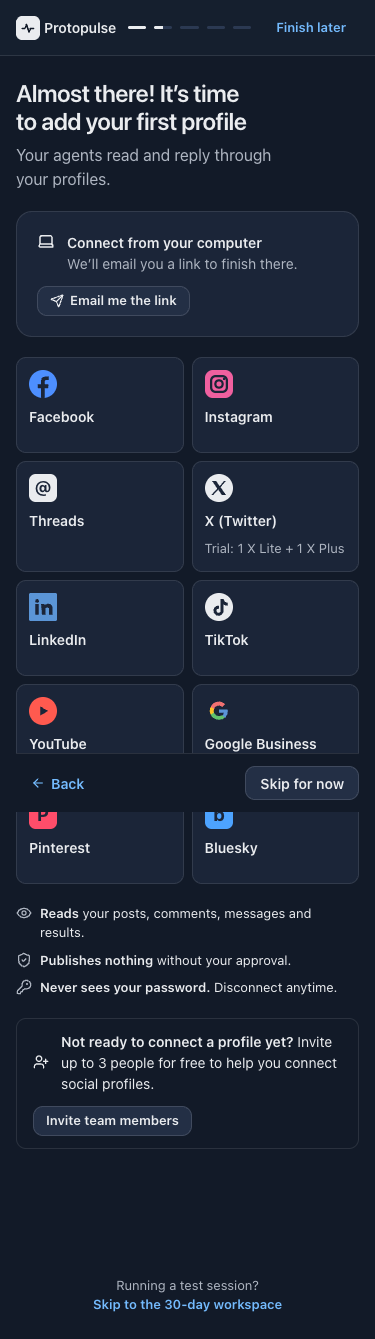 Protopulse
Finish later
Almost there! It's time
to add your first profile
Your agents read and reply through
your profiles.
Connect from your computer
We'll email you a link to finish there.
Email me the link
Facebook
Instagram
Threads
X (Twitter)
Trial: 1 X Lite + 1 X Plus
LinkedIn
TikTok
YouTube
Google Business
Back
Skip for now
Pinterest
Bluesky
Reads your posts, comments, messages and
results.
Publishes nothing without your approval.
Never sees your password. Disconnect anytime.
Not ready to connect a profile yet? Invite
up to 3 people for free to help you connect
social profiles.
Invite team members
Running a test session?
Skip to the 30-day workspace